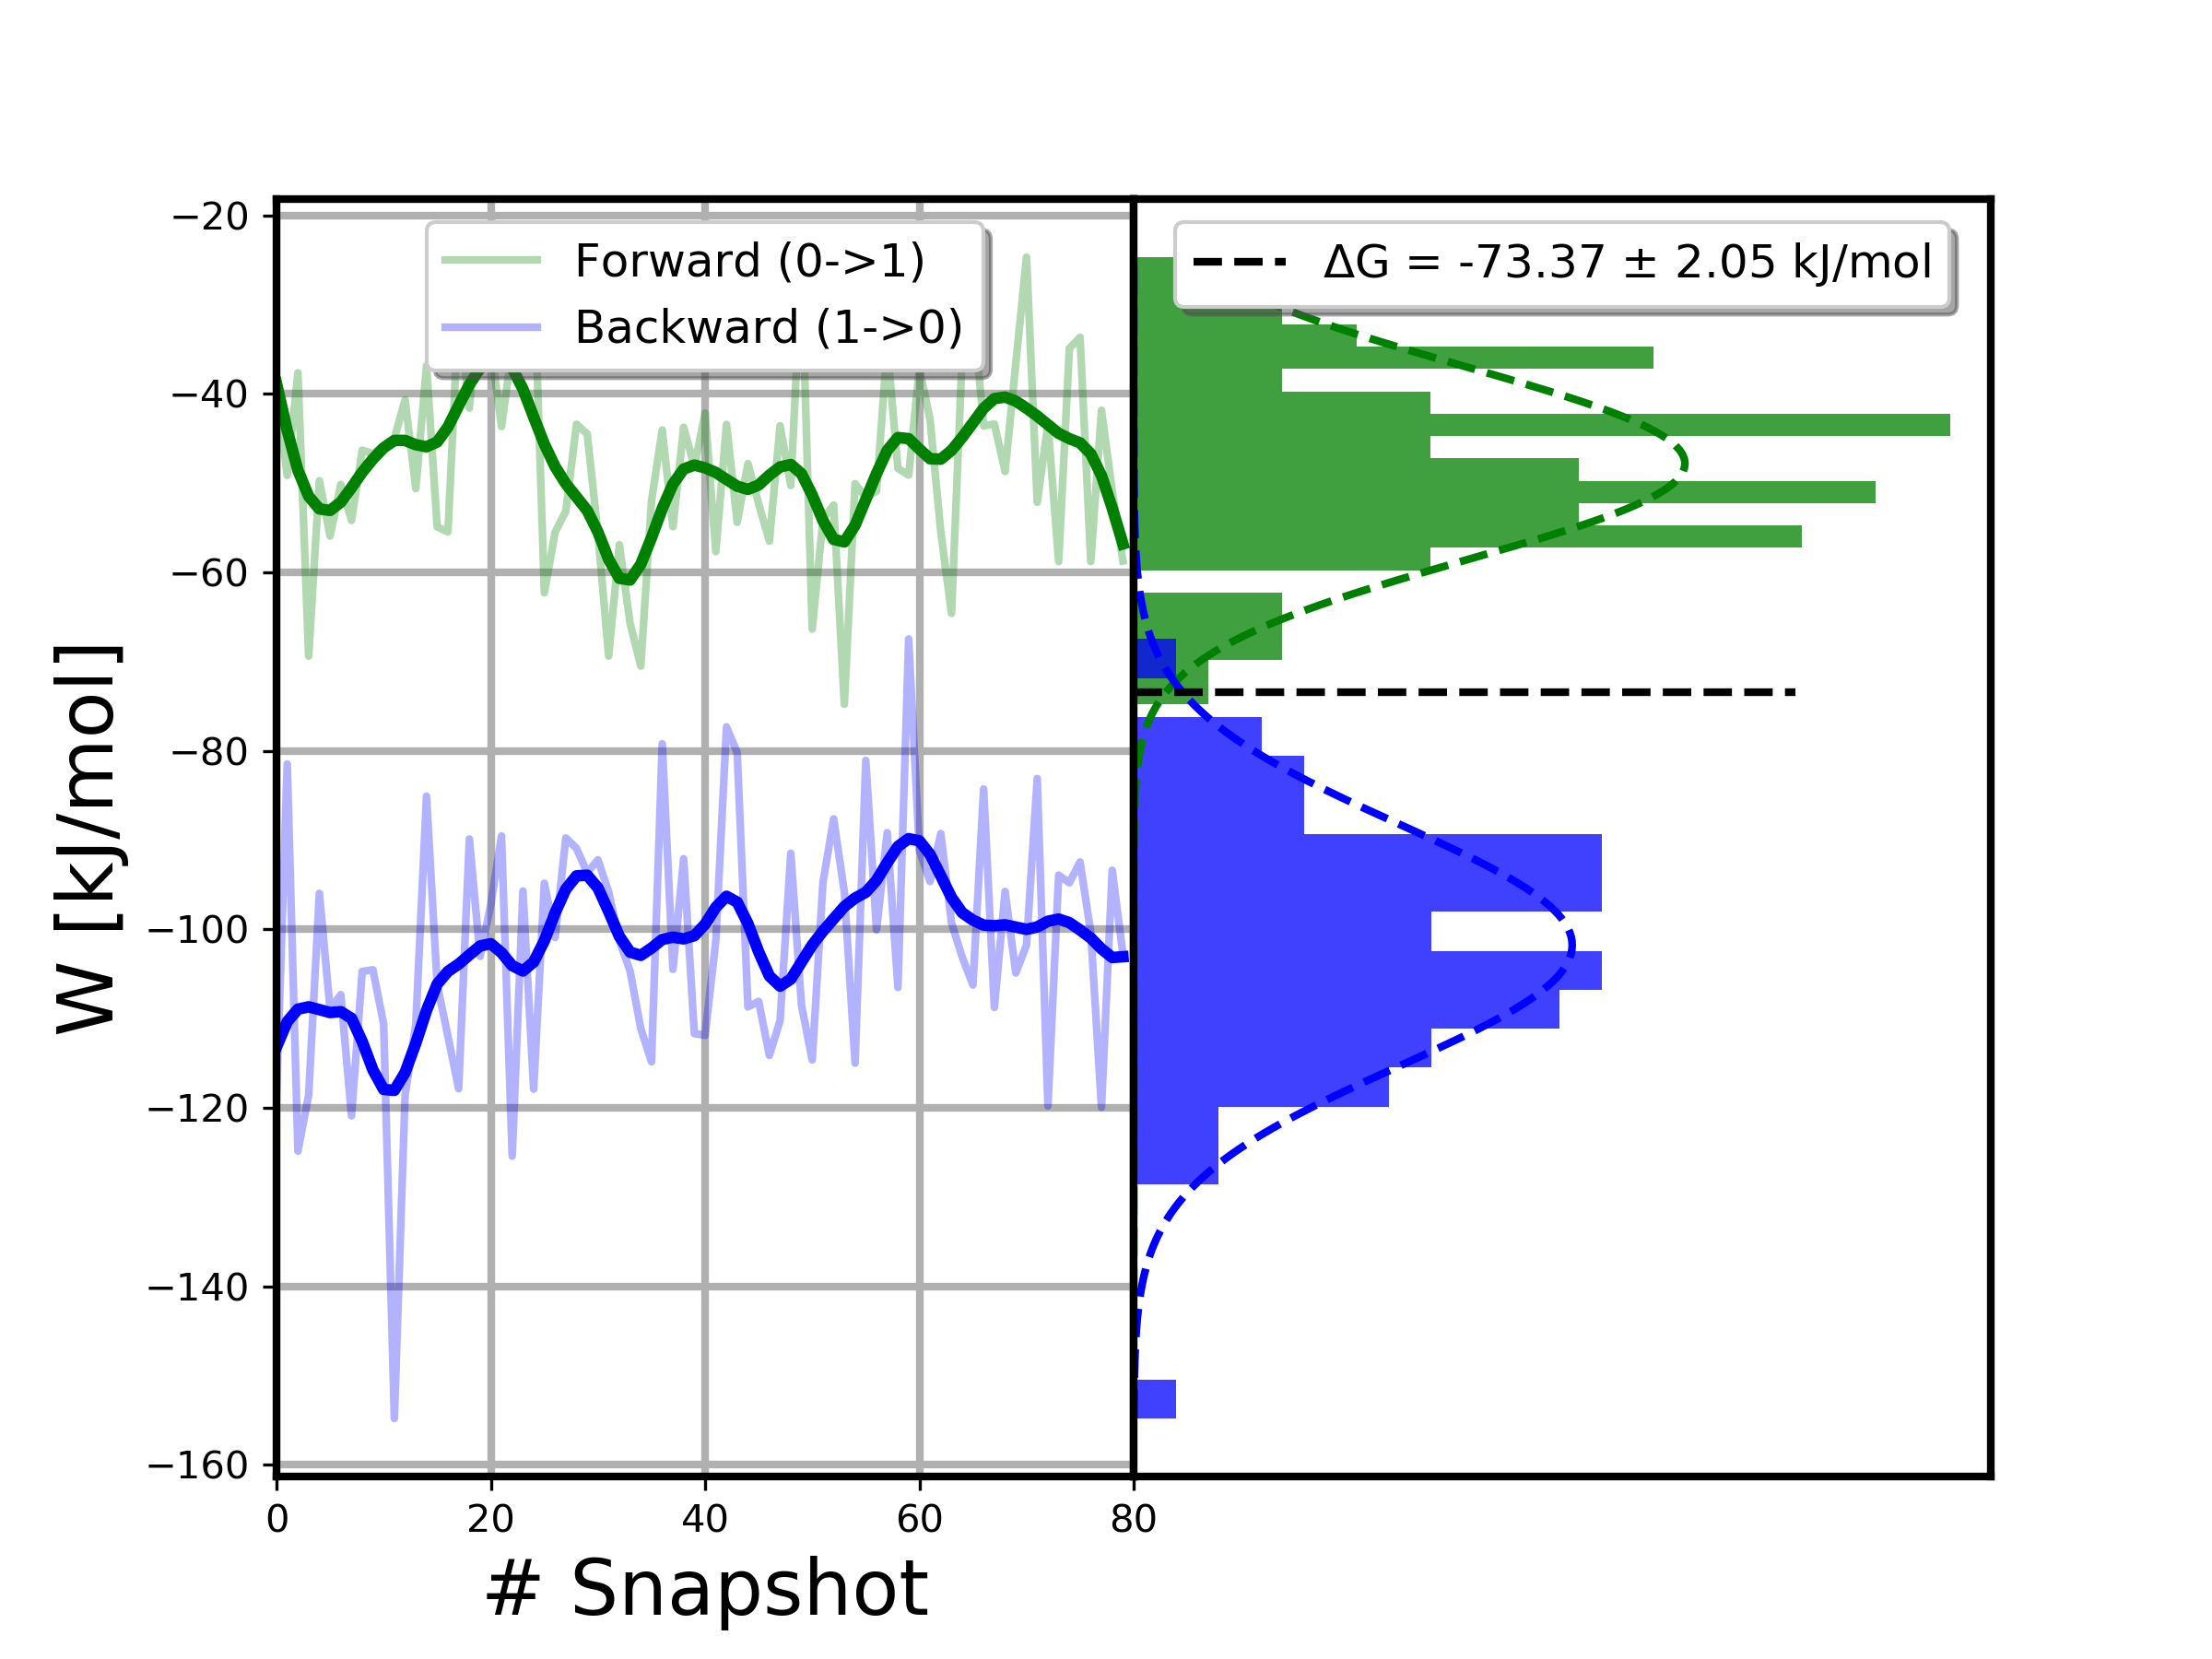 Forward (0->1)
Backward (1->0)
ΔG = -73.37 ± 2.05 kJ/mol
W [kJ/mol]
−20
−40
−60
−80
−100
−120
−140
−160
0
20
40
60
80
# Snapshot